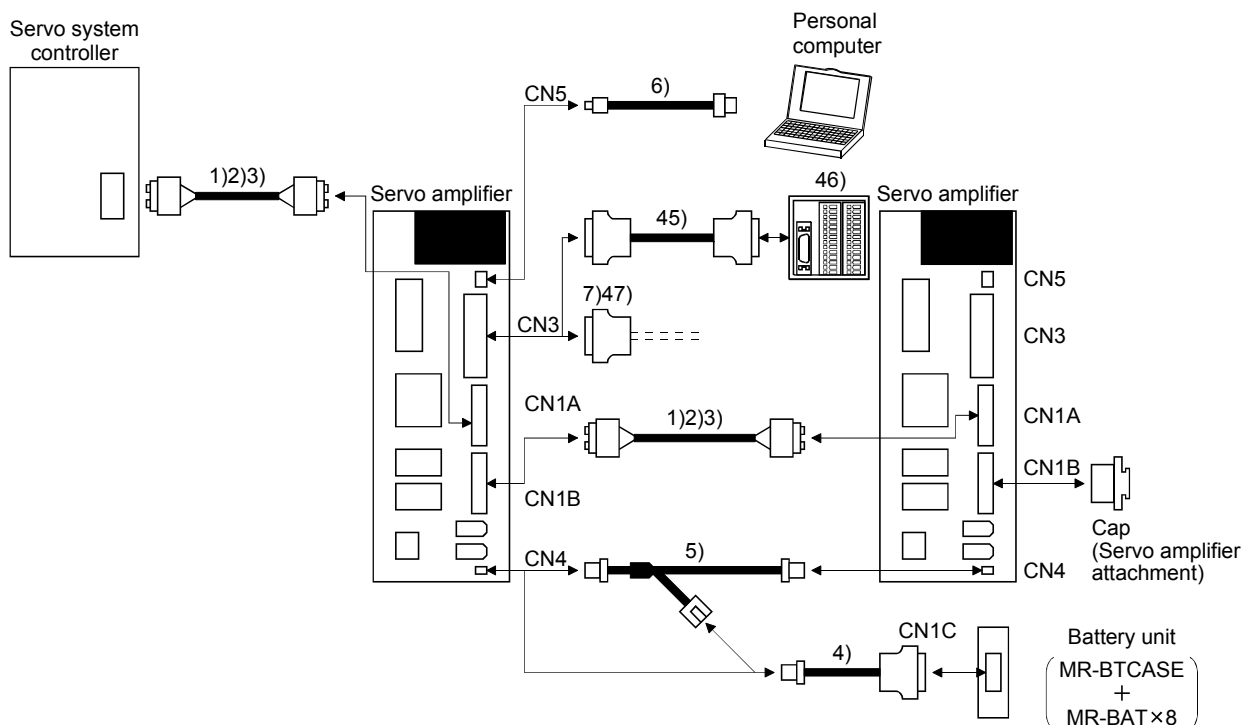 Servo system
controller
Personal
computer
CN5
6)
1)2)3)
Servo amplifier
46)
Servo amplifier
45)
CN5
7)47)
CN3
CN3
CN1A
1)2)3)
CN1A
CN1B
CN1B
Cap
(Servo amplifier
attachment)
CN4
5)
CN4
CN1C
4)
Battery unit
MR-BTCASE
+
MR-BAT×8